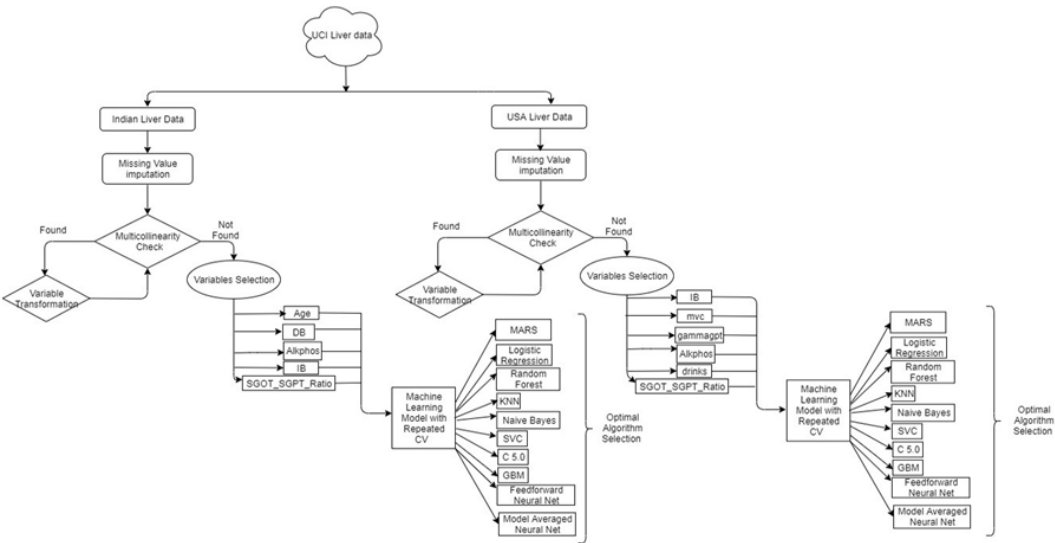 UCI Liver data
Indian Liver Data
Missing Value
imputation
Multicollinearity
Check
Found
Not
Found
Variable
Transformation
Variables Selection
Age
DB
Alkphos
IB
SGOT_SGPT_Ratio
Machine
Learning
Model with
Repeated
CV
MARS
Logistic
Regression
Random
Forest
KNN
Naive Bayes
SVC
C 5.0
GBM
Feedforward
Neural Net
Model Averaged
Neural Net
Optimal
Algorithm
Selection
USA Liver Data
Missing Value
imputation
Multicollinearity
Check
Found
Not
Found
Variable
Transformation
Variables Selection
IB
mvc
gammagpt
Alkphos
drinks
SGOT_SGPT_Ratio
Machine
Learning
Model with
Repeated
CV
MARS
Logistic
Regression
Random
Forest
KNN
Naive Bayes
SVC
C 5.0
GBM
Feedforward
Neural Net
Model Averaged
Neural Net
Optimal
Algorithm
Selection